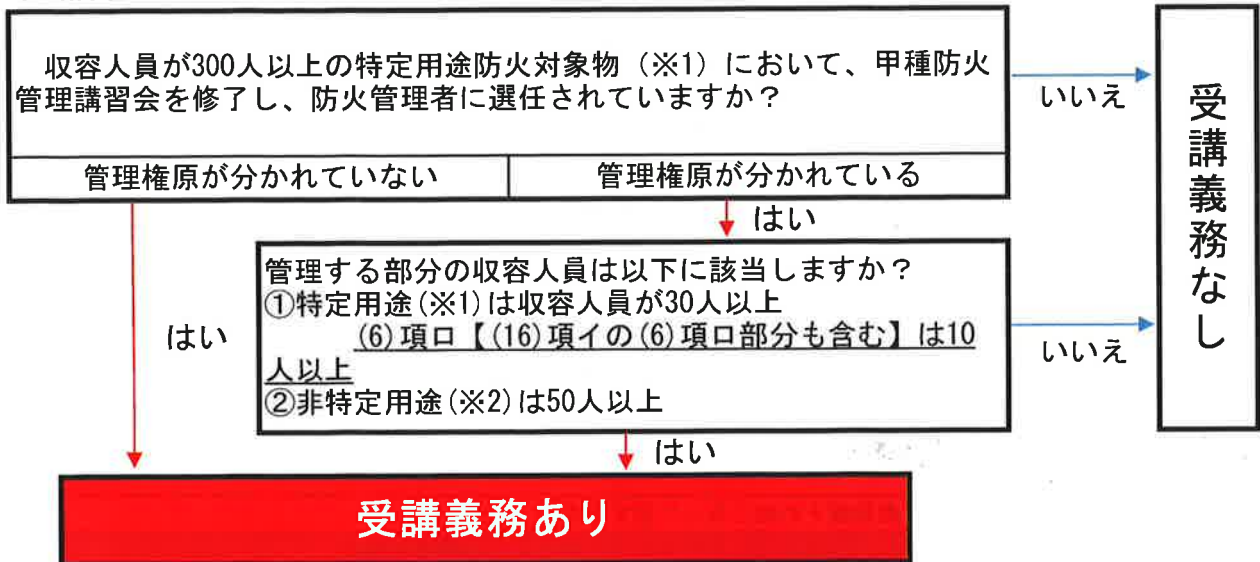 収容人員が300人以上の特定用途防火対象物（※1）において、甲種防火
管理講習会を修了し、防火管理者に選任されていますか？
管理権原が分かれていない
管理権原が分かれている
いいえ
受講義務なし
はい
管理する部分の収容人員は以下に該当しますか？
①特定用途(※1)は収容人員が30人以上
(6)項ロ【(16)項イの(6)項ロ部分も含む】は10
人以上
②非特定用途(※2)は50人以上
はい
いいえ
はい
受講義務あり